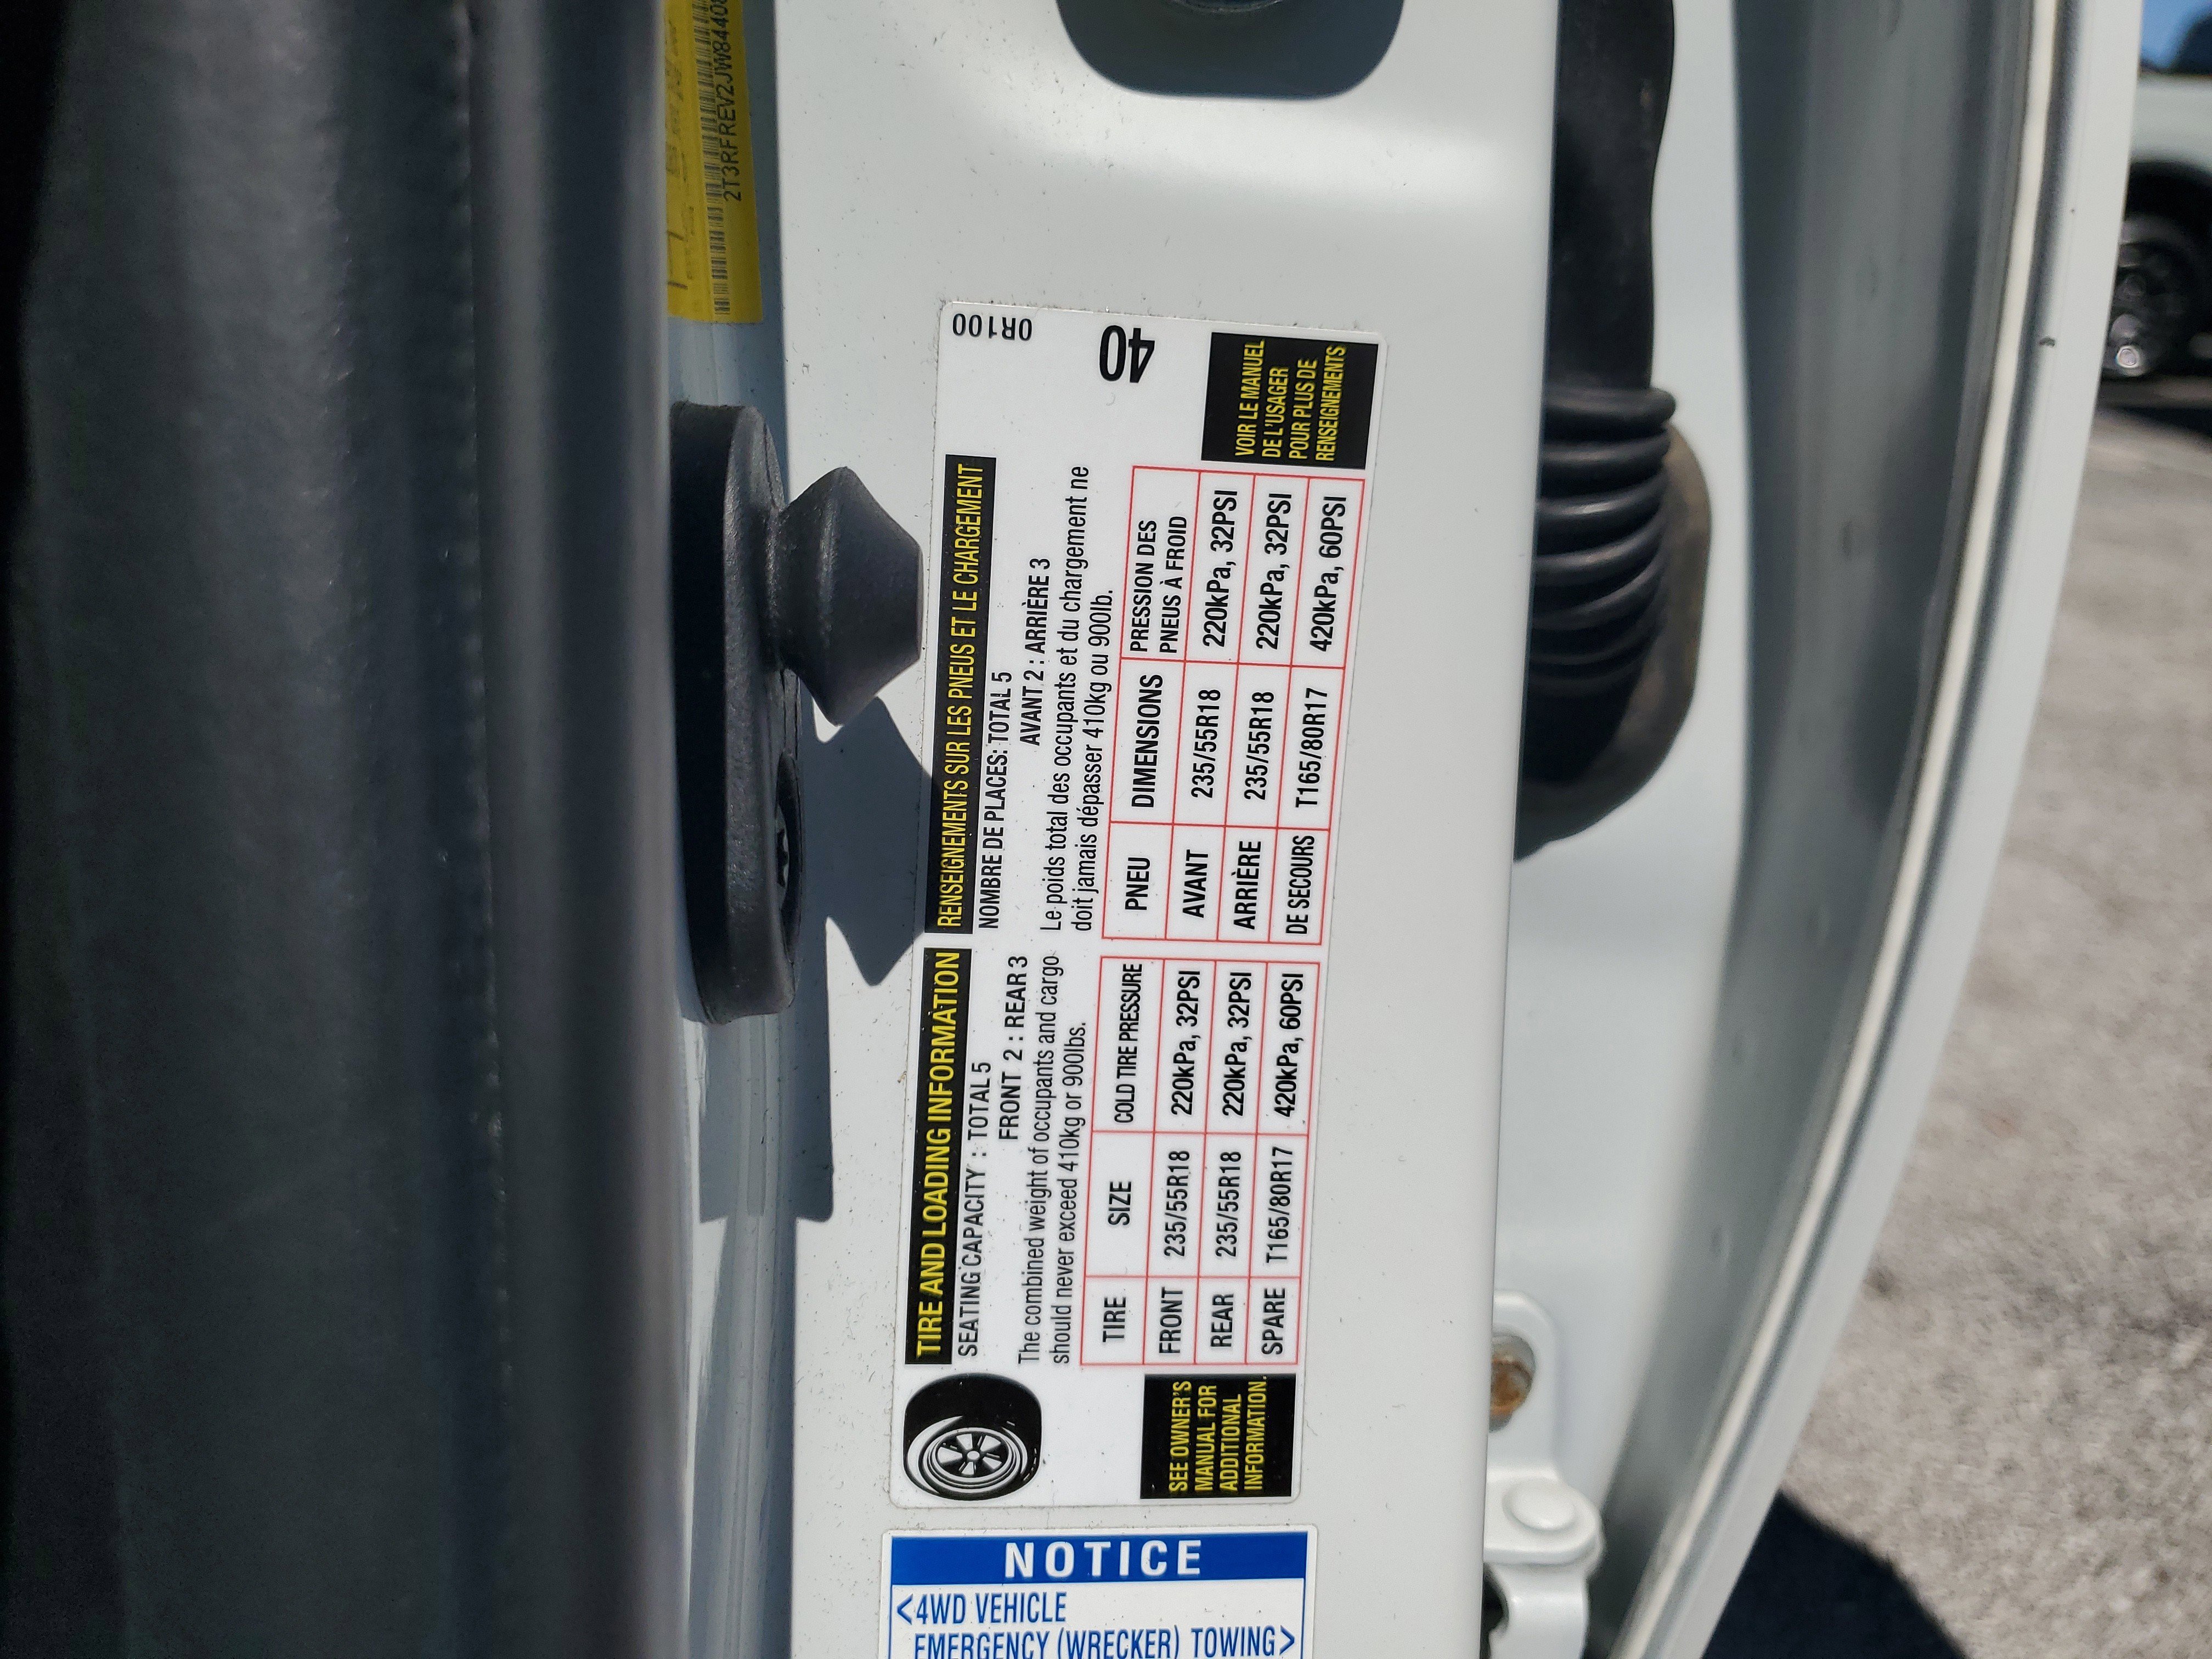 2T3RFREV2JW8440
TIRE AND LOADING INFORMATION
SEATING CAPACITY : TOTAL 5
FRONT 2 : REAR 3
The combined weight of occupants and cargo
should never exceed 410kg or 900lbs.
TIRE SIZE COLD TIRE PRESSURE
FRONT 235/55R18 220kPa, 32PSI
REAR 235/55R18 220kPa, 32PSI
SPARE T165/80R17 420kPa, 60PSI
SEE OWNER'S
MANUAL FOR
ADDITIONAL
INFORMATION.
RENSEIGNEMENTS SUR LES PNEUS ET LE CHARGEMENT
NOMBRE DE PLACES: TOTAL 5
AVANT 2 : ARRIÈRE 3
Le poids total des occupants et du chargement ne
doit jamais dépasser 410kg ou 900lb.
PNEU DIMENSIONS PRESSION DES
PNEUS À FROID
AVANT 235/55R18 220kPa, 32PSI
ARRIÈRE 235/55R18 220kPa, 32PSI
DE SECOURS T165/80R17 420kPa, 60PSI
VOIR LE MANUEL
DE L'USAGER
POUR PLUS DE
RENSEIGNEMENTS
0R100
40
NOTICE
<4WD VEHICLE
EMERGENCY (WRECKER) TOWING>